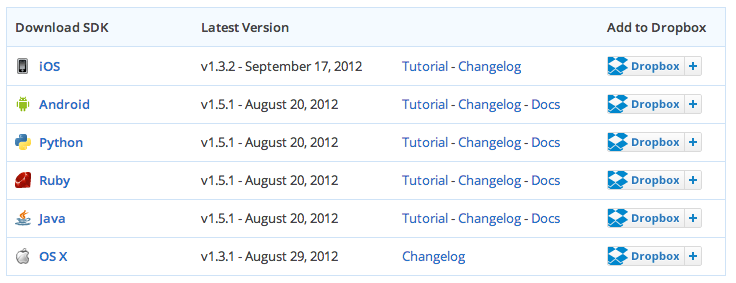 Download SDK Latest Version Add to Dropbox
iOS v1.3.2 - September 17, 2012 Tutorial - Changelog Dropbox +
Android v1.5.1 - August 20, 2012 Tutorial - Changelog - Docs Dropbox +
Python v1.5.1 - August 20, 2012 Tutorial - Changelog - Docs Dropbox +
Ruby v1.5.1 - August 20, 2012 Tutorial - Changelog - Docs Dropbox +
Java v1.5.1 - August 20, 2012 Tutorial - Changelog - Docs Dropbox +
OS X v1.3.1 - August 29, 2012 Changelog Dropbox +